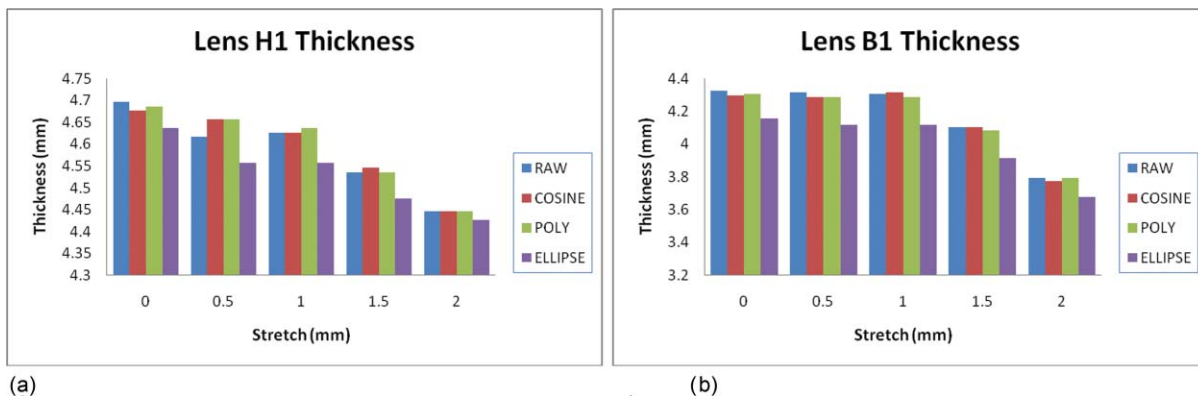 Lens H1 Thickness
4.75
4.7
4.65
4.6
4.55
4.5
4.45
4.4
4.35
4.3
Thickness (mm)
0 0.5 1 1.5 2
Stretch (mm)
RAW
COSINE
POLY
ELLIPSE
(a)
Lens B1 Thickness
4.4
4.2
4
3.8
3.6
3.4
3.2
Thickness (mm)
0 0.5 1 1.5 2
Stretch (mm)
RAW
COSINE
POLY
ELLIPSE
(b)